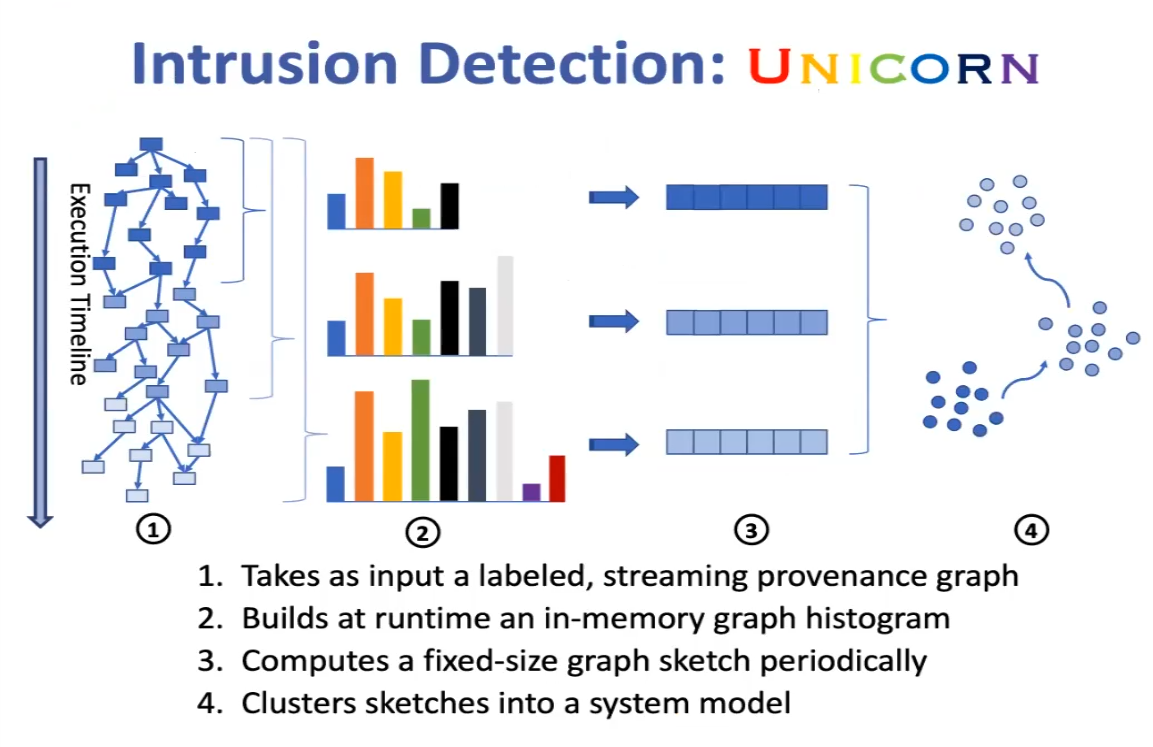 Intrusion Detection: UNICORN
Execution Timeline
1
2
3
4
1. Takes as input a labeled, streaming provenance graph
2. Builds at runtime an in-memory graph histogram
3. Computes a fixed-size graph sketch periodically
4. Clusters sketches into a system model